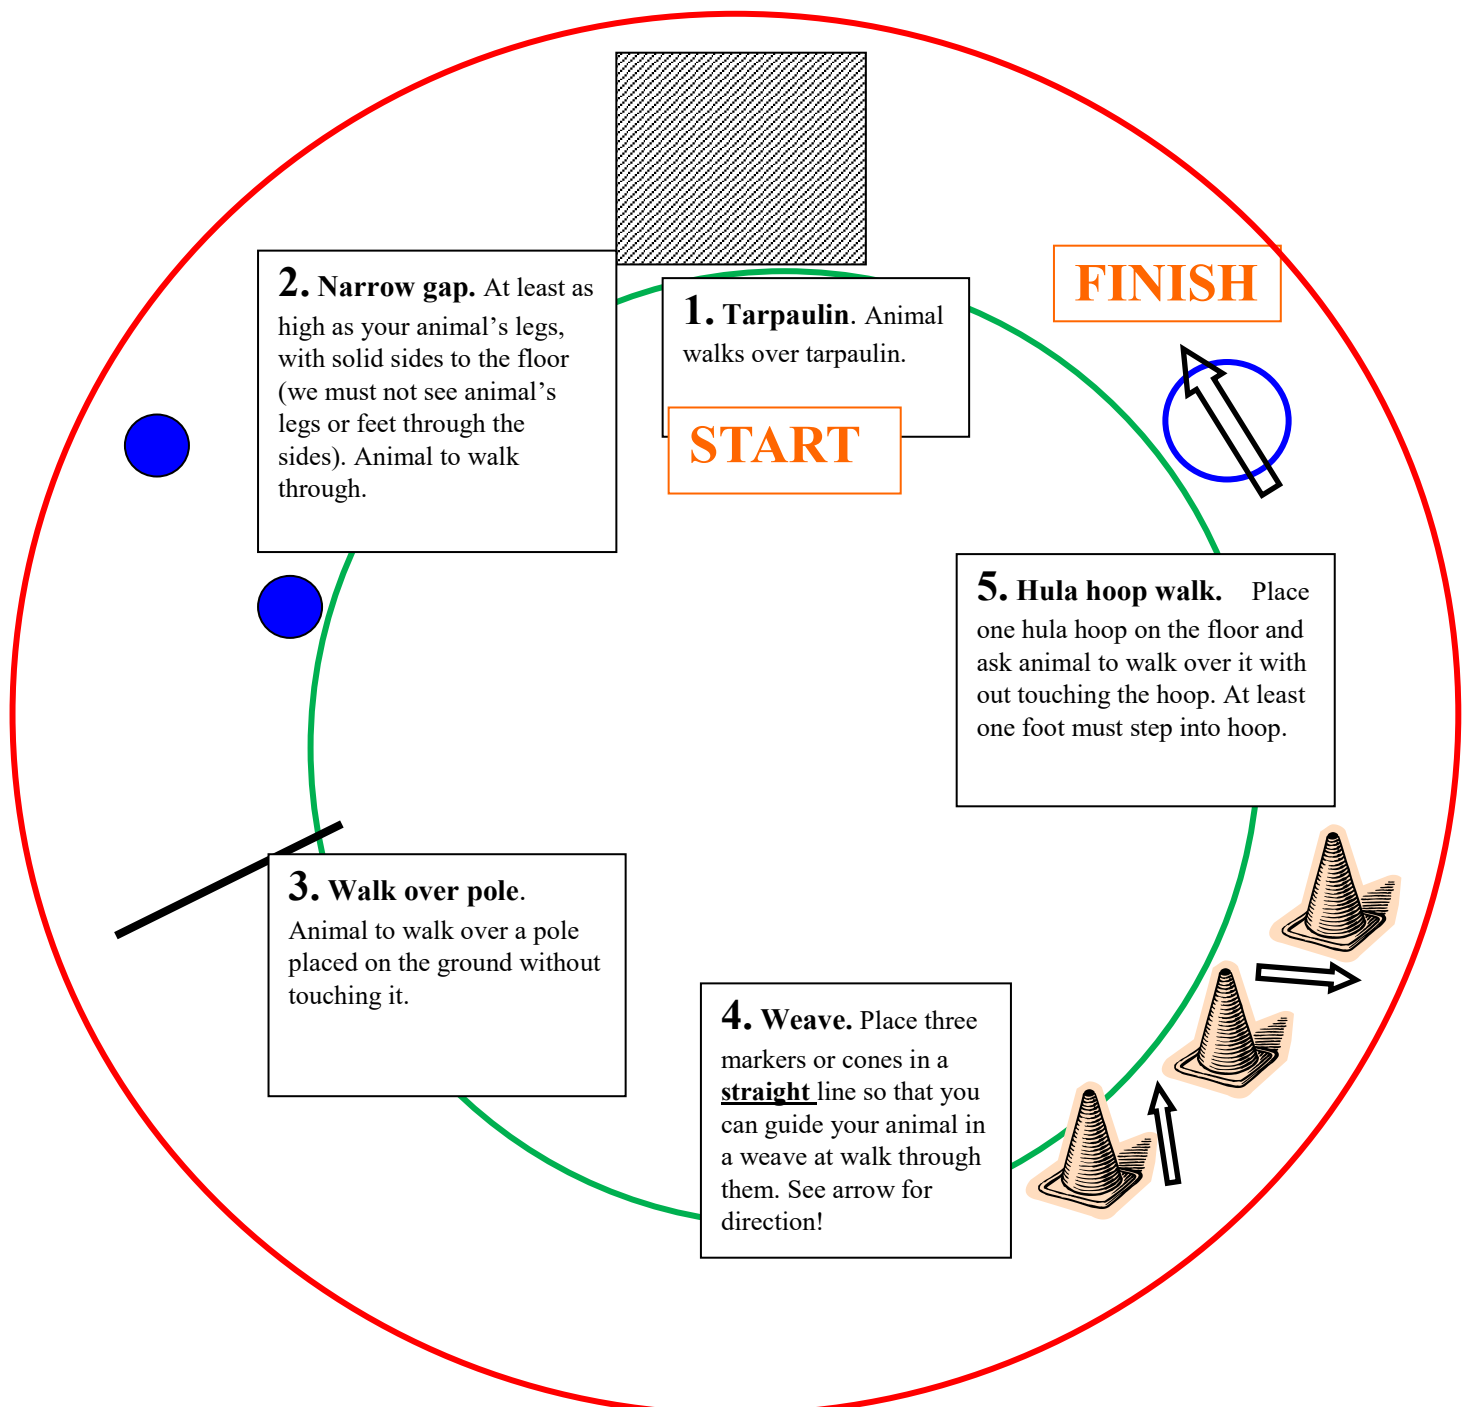 1. Tarpaulin. Animal
walks over tarpaulin.
START
2. Narrow gap. At least as
high as your animal’s legs,
with solid sides to the floor
(we must not see animal’s
legs or feet through the
sides). Animal to walk
through.
3. Walk over pole.
Animal to walk over a pole
placed on the ground without
touching it.
4. Weave. Place three
markers or cones in a
straight line so that you
can guide your animal in
a weave at walk through
them. See arrow for
direction!
5. Hula hoop walk. Place
one hula hoop on the floor and
ask animal to walk over it with
out touching the hoop. At least
one foot must step into hoop.
FINISH